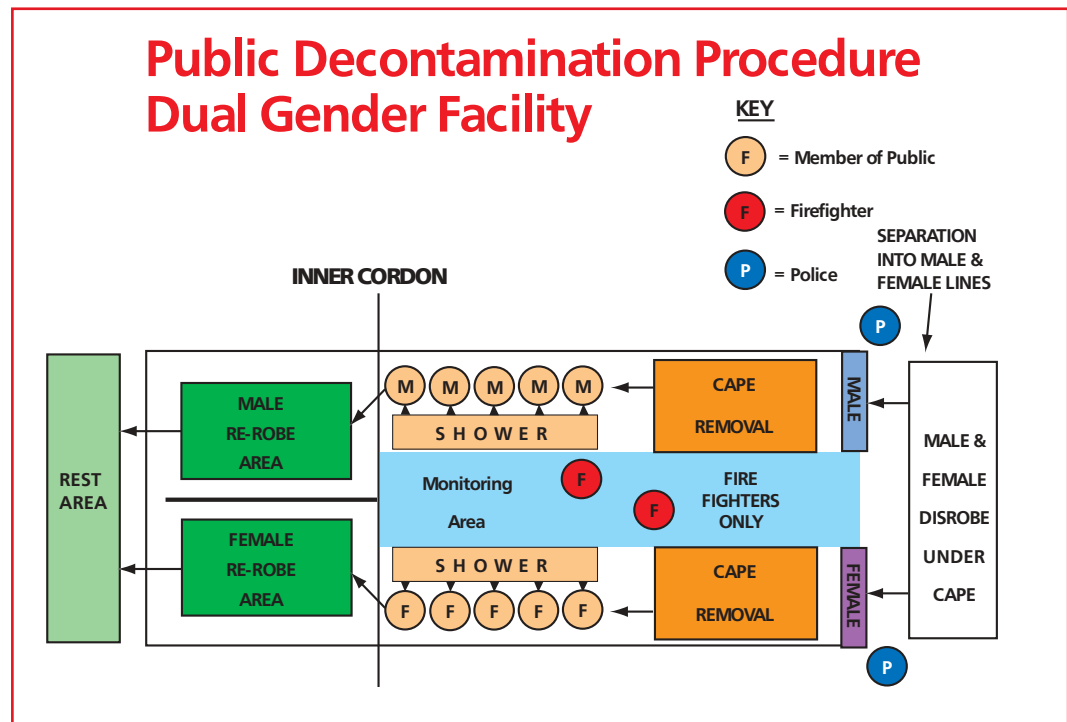 Public Decontamination Procedure
Dual Gender Facility
KEY
F = Member of Public
F = Firefighter
P = Police
SEPARATION
INTO MALE &
FEMALE LINES
INNER CORDON
P
REST
AREA
MALE
RE-ROBE
AREA
M M M M M
SHOWER
CAPE
REMOVAL
MALE
MALE &
FEMALE
DISROBE
UNDER
CAPE
Monitoring
Area
F
F
FIRE
FIGHTERS
ONLY
FEMALE
RE-ROBE
AREA
SHOWER
F F F F F
CAPE
REMOVAL
FEMALE
P